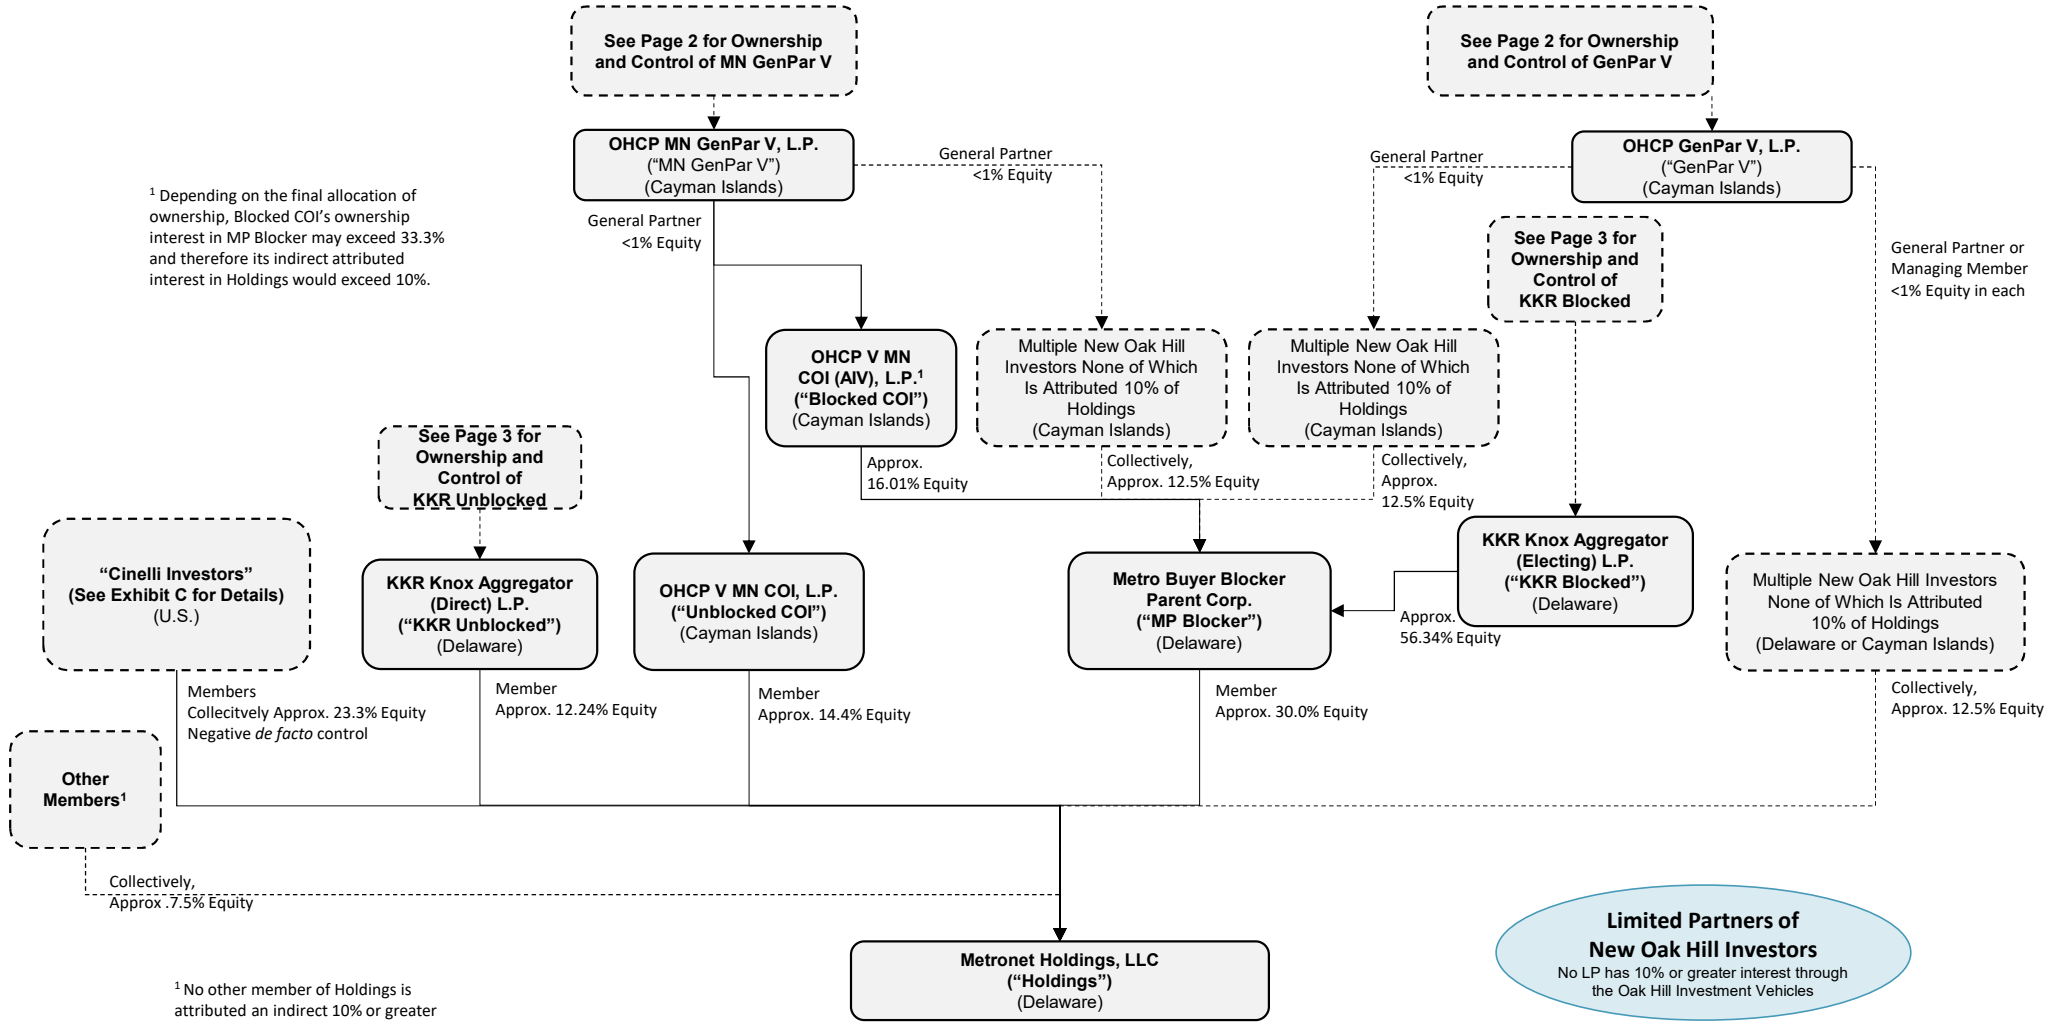 See Page 2 for Ownership
and Control of MN GenPar V
See Page 2 for Ownership
and Control of GenPar V
OHCP MN GenPar V, L.P.
(“MN GenPar V”)
(Cayman Islands)
General Partner
<1% Equity
General Partner
<1% Equity
OHCP GenPar V, L.P.
(“GenPar V”)
(Cayman Islands)
1 Depending on the final allocation of
ownership, Blocked COI’s ownership
interest in MP Blocker may exceed 33.3%
and therefore its indirect attributed
interest in Holdings would exceed 10%.
General Partner
<1% Equity
See Page 3 for
Ownership and
Control of
KKR Blocked
General Partner or
Managing Member
<1% Equity in each
OHCP V MN
COI (AIV), L.P.1
(“Blocked COI”)
(Cayman Islands)
Multiple New Oak Hill
Investors None of Which
Is Attributed 10% of
Holdings
(Cayman Islands)
Multiple New Oak Hill
Investors None of Which
Is Attributed 10% of
Holdings
(Cayman Islands)
See Page 3 for
Ownership and
Control of
KKR Unblocked
Approx.
16.01% Equity
Collectively,
Approx. 12.5% Equity
Collectively,
Approx.
12.5% Equity
“Cinelli Investors”
(See Exhibit C for Details)
(U.S.)
KKR Knox Aggregator
(Direct) L.P.
(“KKR Unblocked”)
(Delaware)
OHCP V MN COI, L.P.
(“Unblocked COI”)
(Cayman Islands)
Metro Buyer Blocker
Parent Corp.
(“MP Blocker”)
(Delaware)
KKR Knox Aggregator
(Electing) L.P.
(“KKR Blocked”)
(Delaware)
Approx.
56.34% Equity
Multiple New Oak Hill Investors
None of Which Is Attributed
10% of Holdings
(Delaware or Cayman Islands)
Members
Collecitvely Approx. 23.3% Equity
Negative de facto control
Member
Approx. 12.24% Equity
Member
Approx. 14.4% Equity
Member
Approx. 30.0% Equity
Collectively,
Approx. 12.5% Equity
Other
Members1
Collectively,
Approx .7.5% Equity
Metronet Holdings, LLC
(“Holdings”)
(Delaware)
Limited Partners of
New Oak Hill Investors
No LP has 10% or greater interest through
the Oak Hill Investment Vehicles
1 No other member of Holdings is
attributed an indirect 10% or greater